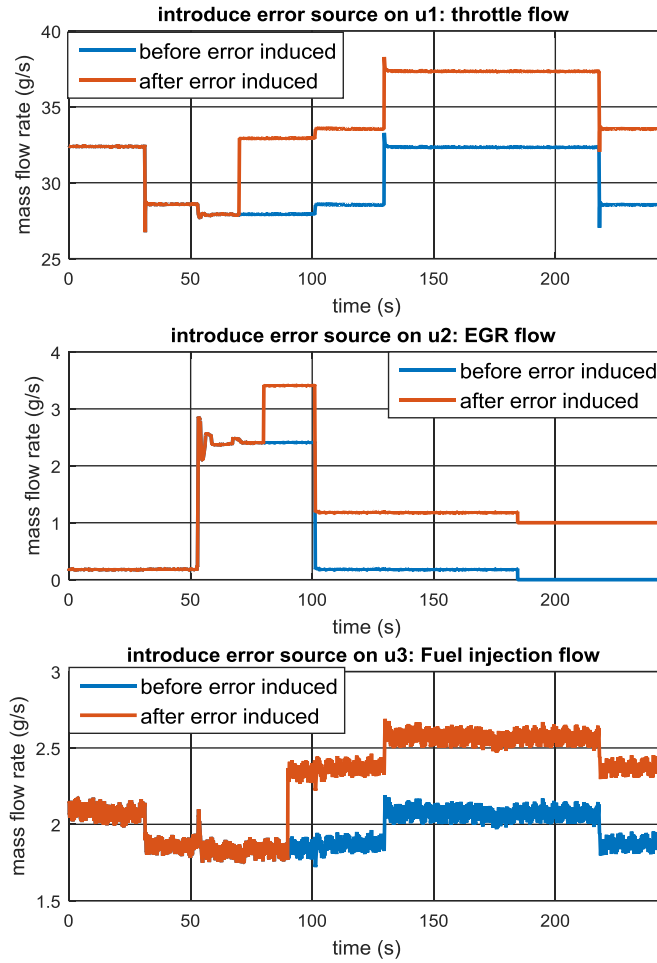 introduce error source on u1: throttle flow
40
35
30
25
mass flow rate (g/s)
before error induced
after error induced
0
50
100
150
200
time (s)
introduce error source on u2: EGR flow
4
3
2
1
0
mass flow rate (g/s)
before error induced
after error induced
0
50
100
150
200
time (s)
introduce error source on u3: Fuel injection flow
3
2.5
2
1.5
mass flow rate (g/s)
before error induced
after error induced
0
50
100
150
200
time (s)